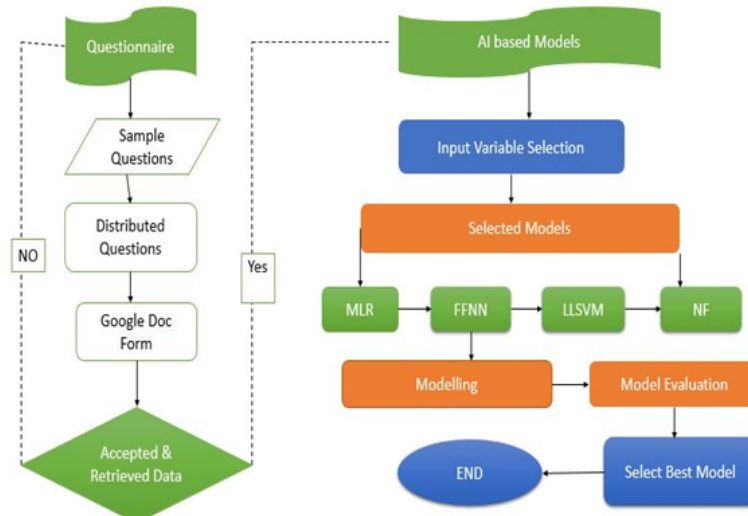 Questionnaire
Sample
Questions
Distributed
Questions
NO
Google Doc
Form
Accepted &
Retrieved Data
Yes
AI based Models
Input Variable Selection
Selected Models
MLR
FFNN
LLSVM
NF
Modelling
Model Evaluation
END
Select Best Model